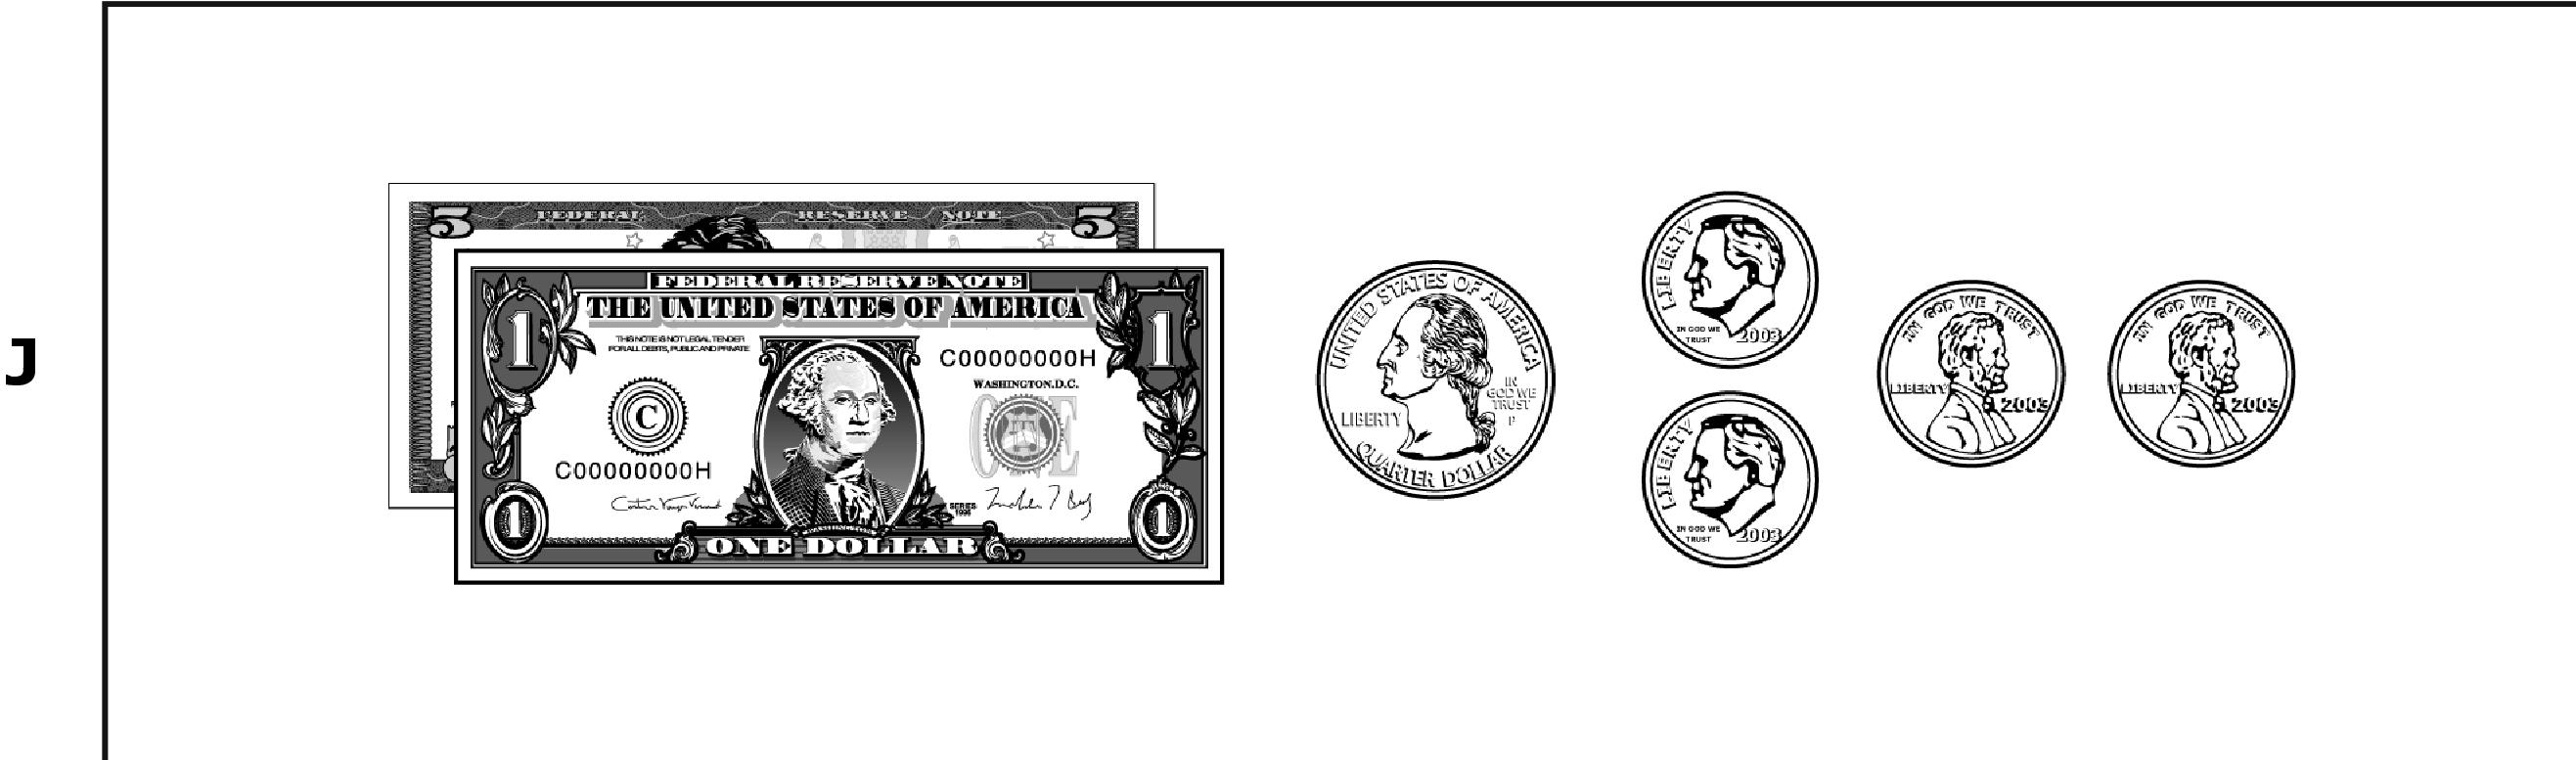 J
5 FEDERAL RESERVE NOTE 5
FEDERAL RESERVE NOTE
THE UNITED STATES OF AMERICA
1 1
THIS NOTE IS NOT LEGAL TENDER
FOR ALL DEBTS, PUBLIC AND PRIVATE
C00000000H
WASHINGTON.D.C.
C
C00000000H
SERIES
1 1
WASHINGTON
ONE DOLLAR
UNITED STATES OF AMERICA
IN
GOD WE
TRUST
LIBERTY
P
QUARTER DOLLAR
LIBERTY
IN GOD WE
TRUST
2003
LIBERTY
IN GOD WE
TRUST
2003
IN GOD WE TRUST
LIBERTY
2003
IN GOD WE TRUST
LIBERTY
2003